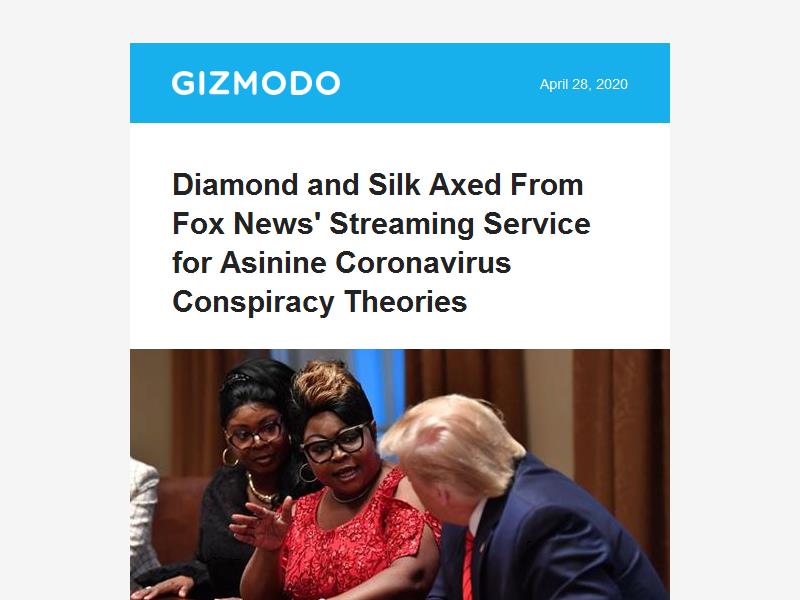 GIZMODO
April 28, 2020
Diamond and Silk Axed From
Fox News' Streaming Service
for Asinine Coronavirus
Conspiracy Theories